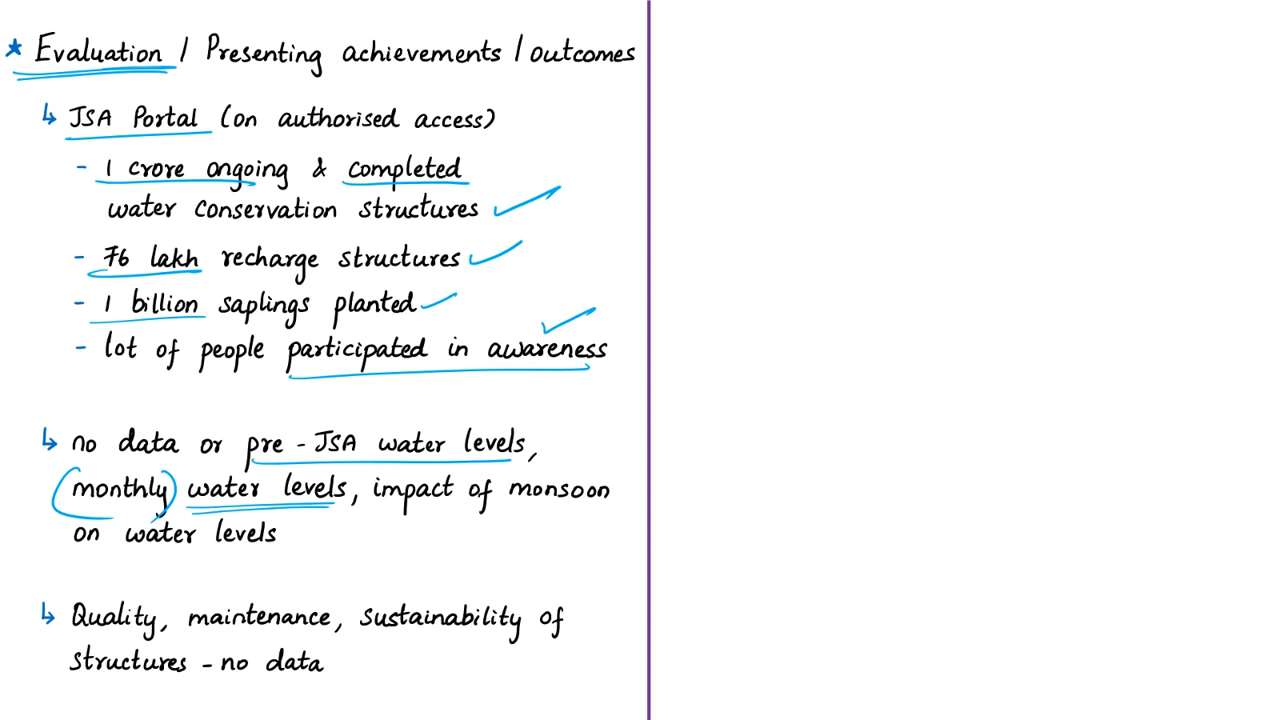 * Evaluation / Presenting achievements / outcomes
↳ JSA Portal (on authorised access)
- 1 crore ongoing & completed
water conservation structures
- 76 lakh recharge structures
- 1 billion saplings planted
- lot of people participated in awareness
↳ no data or pre - JSA water levels,
(monthly) water levels, impact of monsoon
on water levels
↳ Quality, maintenance, sustainability of
structures - no data